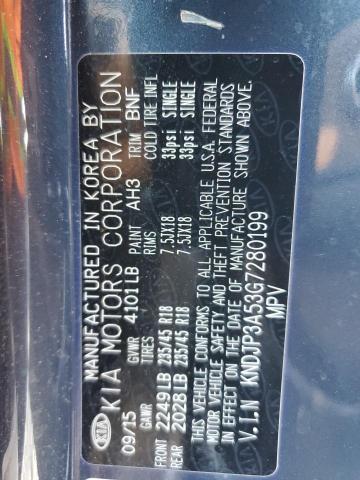 MANUFACTURED IN KOREA BY
KIA MOTORS CORPORATION
KIA
09/15 GVWR 4101LB PAINT AH3 TRIM BNF
GAWR TIRES RIMS COLD TIRE INFL
FRONT 2249LB 235/45 R18 7.5JX18 33psi SINGLE
REAR 2028LB 235/45 R18 7.5JX18 33psi SINGLE
THIS VEHICLE CONFORMS TO ALL APPLICABLE U.S.A. FEDERAL
MOTOR VEHICLE SAFETY AND THEFT PREVENTION STANDARDS
IN EFFECT ON THE DATE OF MANUFACTURE SHOWN ABOVE
V.I.N KNDJP3A53G7280199
MPV